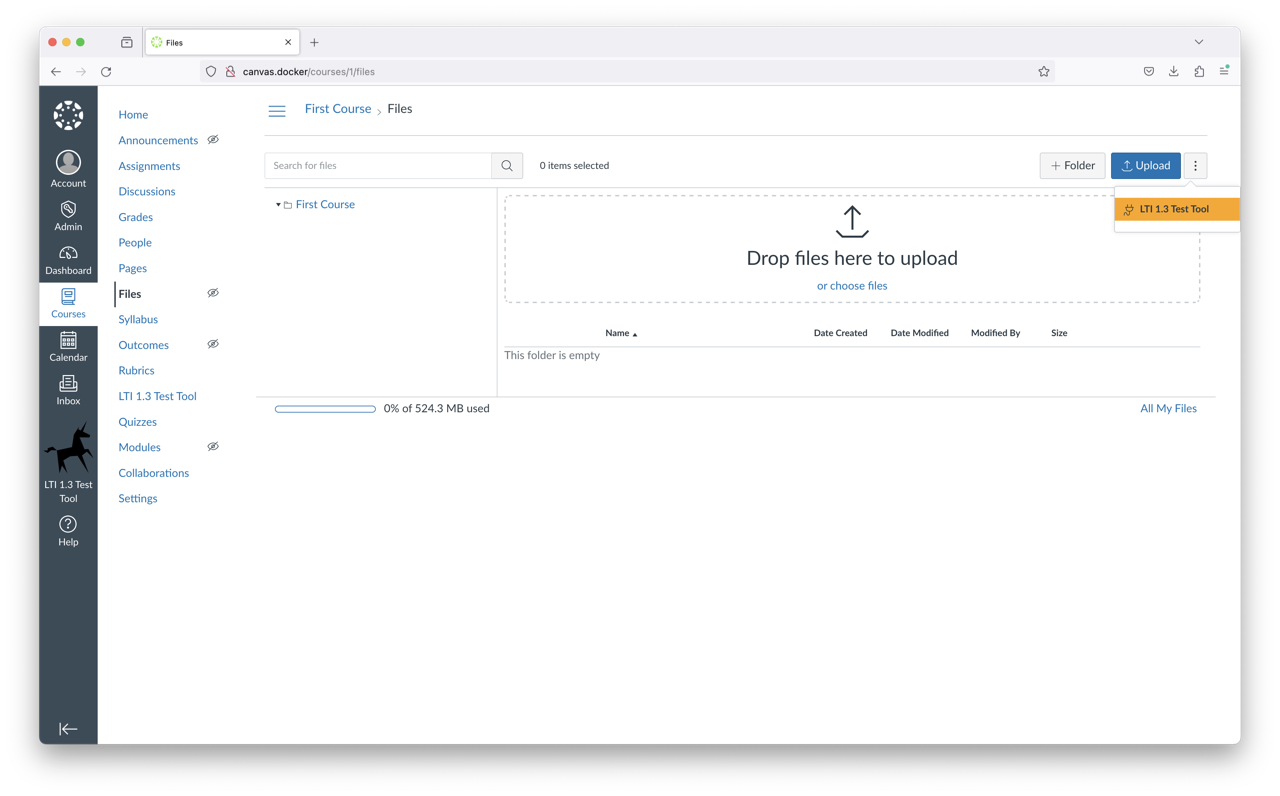 Files
canvas.docker/courses/1/files
Account
Admin
Dashboard
Courses
Calendar
Inbox
LTI 1.3 Test
Tool
Help
Home
Announcements
Assignments
Discussions
Grades
People
Pages
Files
Syllabus
Outcomes
Rubrics
LTI 1.3 Test Tool
Quizzes
Modules
Collaborations
Settings
First Course › Files
Search for files
0 items selected
+ Folder
Upload
LTI 1.3 Test Tool
First Course
Drop files here to upload
or choose files
Name Date Created Date Modified Modified By Size
This folder is empty
0% of 524.3 MB used
All My Files